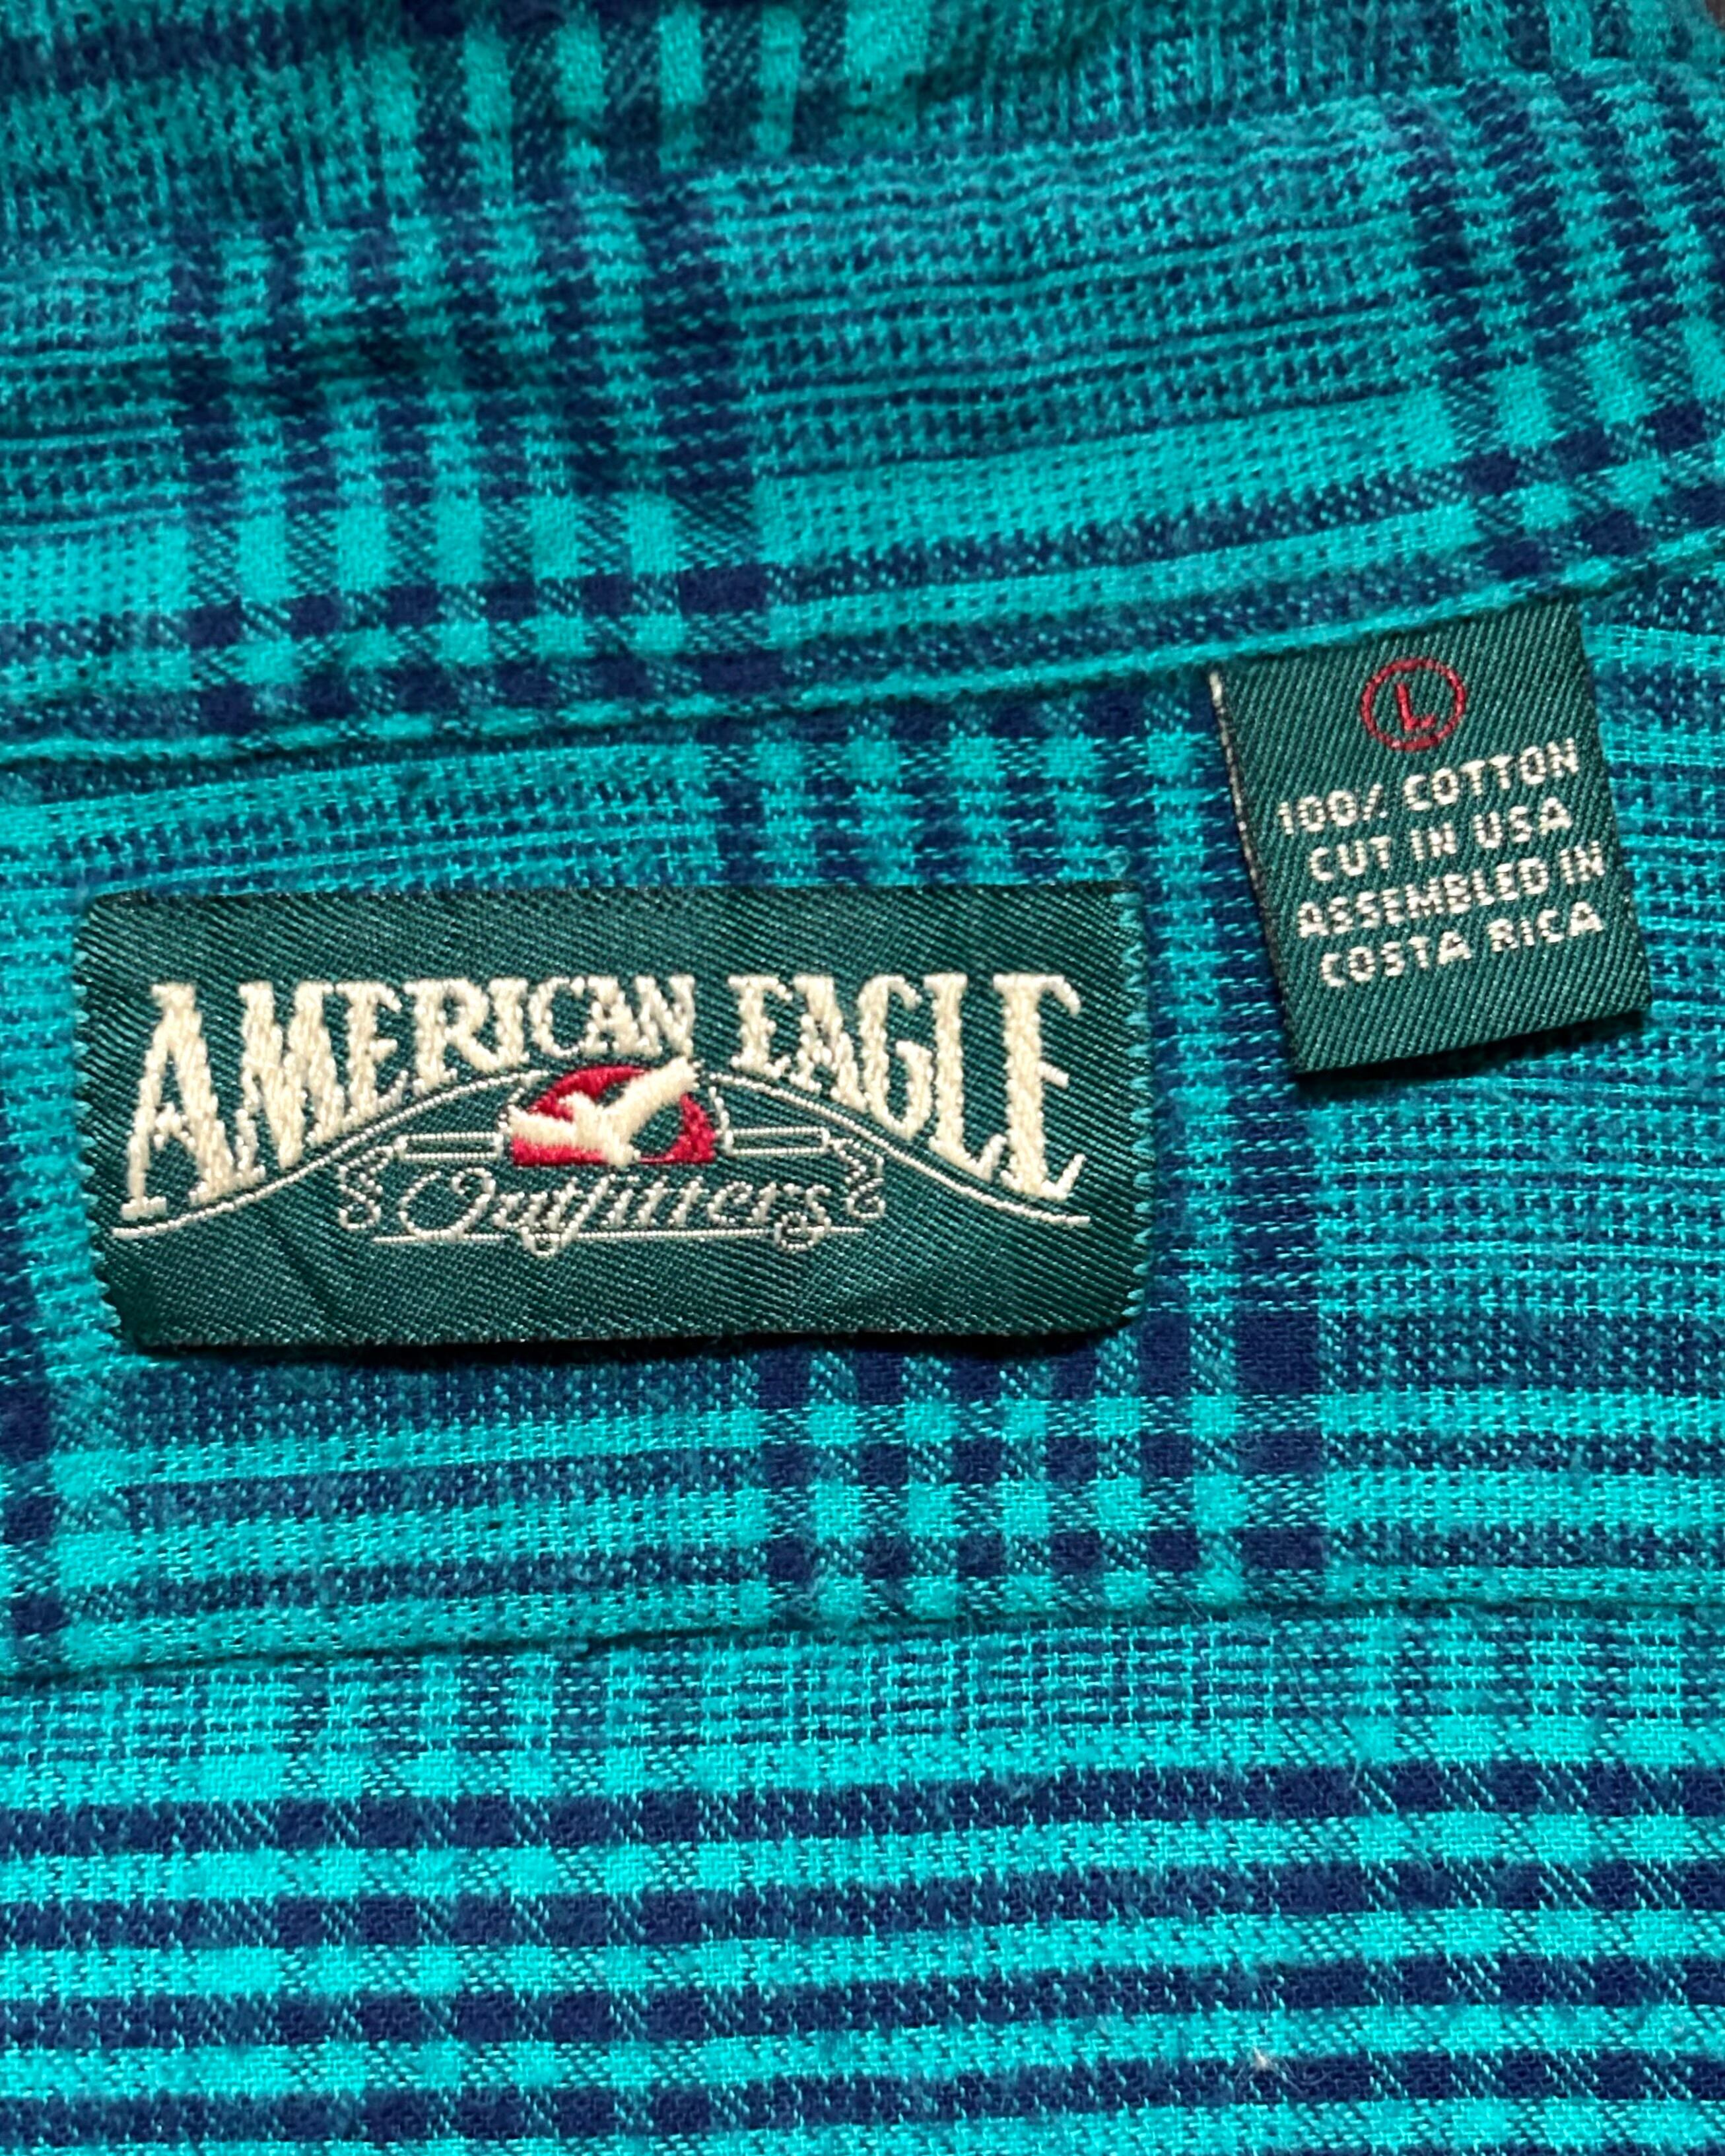 AMERICAN EAGLE
Outfitters
L
100% COTTON
CUT IN USA
ASSEMBLED IN
COSTA RICA